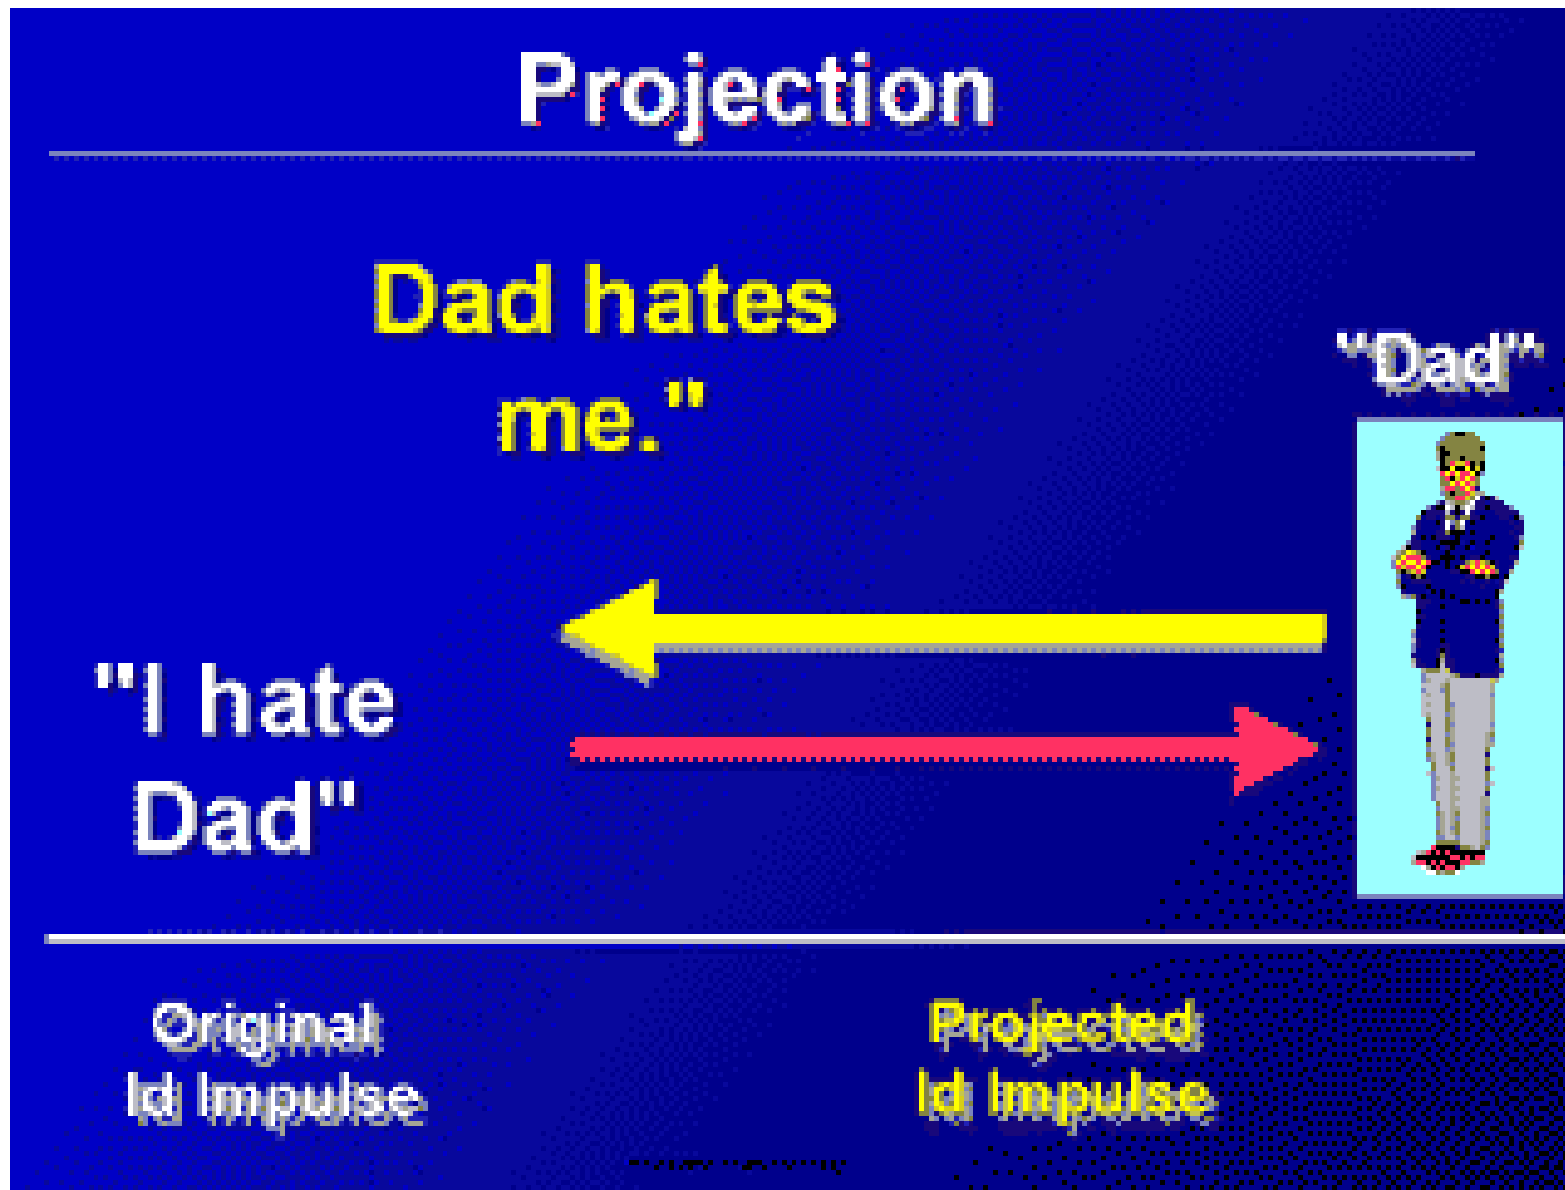 Projection
Dad hates
me."
“Dad”
"I hate
Dad"
Original
Id Impulse
Projected
Id Impulse